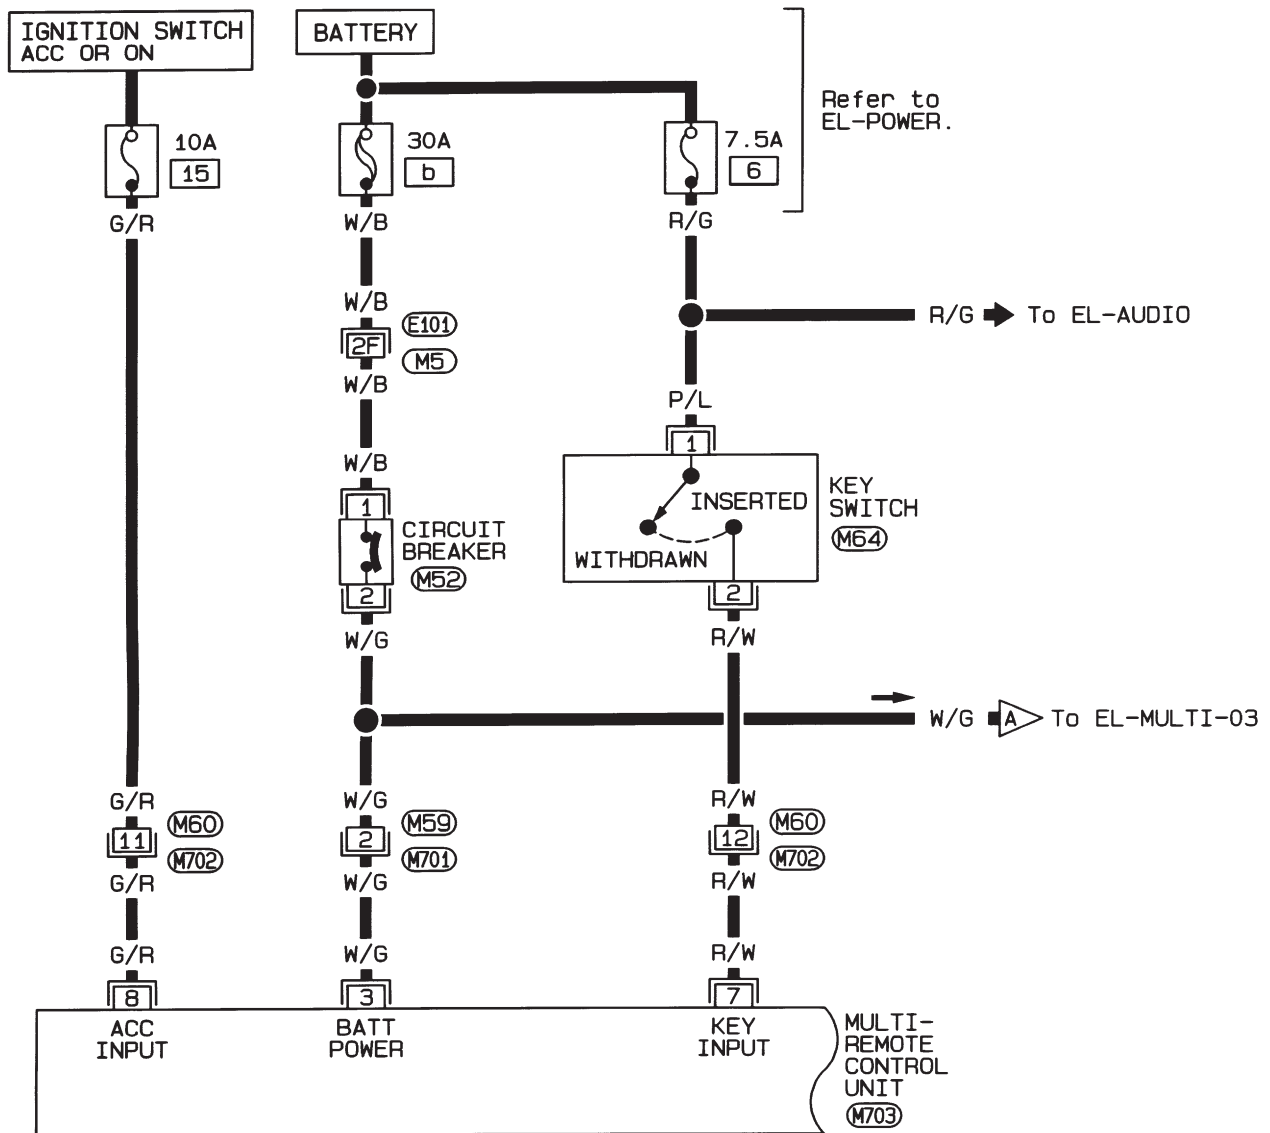 IGNITION SWITCH
ACC OR ON
BATTERY
Refer to
EL-POWER.
10A
15
30A
b
7.5A
6
G/R
W/B
R/G
W/B
E101
2F
M5
W/B
R/G
To EL-AUDIO
P/L
1
W/B
1
INSERTED
WITHDRAWN
KEY
SWITCH
M64
CIRCUIT
BREAKER
M52
2
2
W/G
R/W
W/G
A
To EL-MULTI-03
G/R
W/G
R/W
M60
11
M702
M59
2
M701
M60
12
M702
G/R
W/G
R/W
G/R
W/G
R/W
8
3
7
ACC
INPUT
BATT
POWER
KEY
INPUT
MULTI-
REMOTE
CONTROL
UNIT
M703